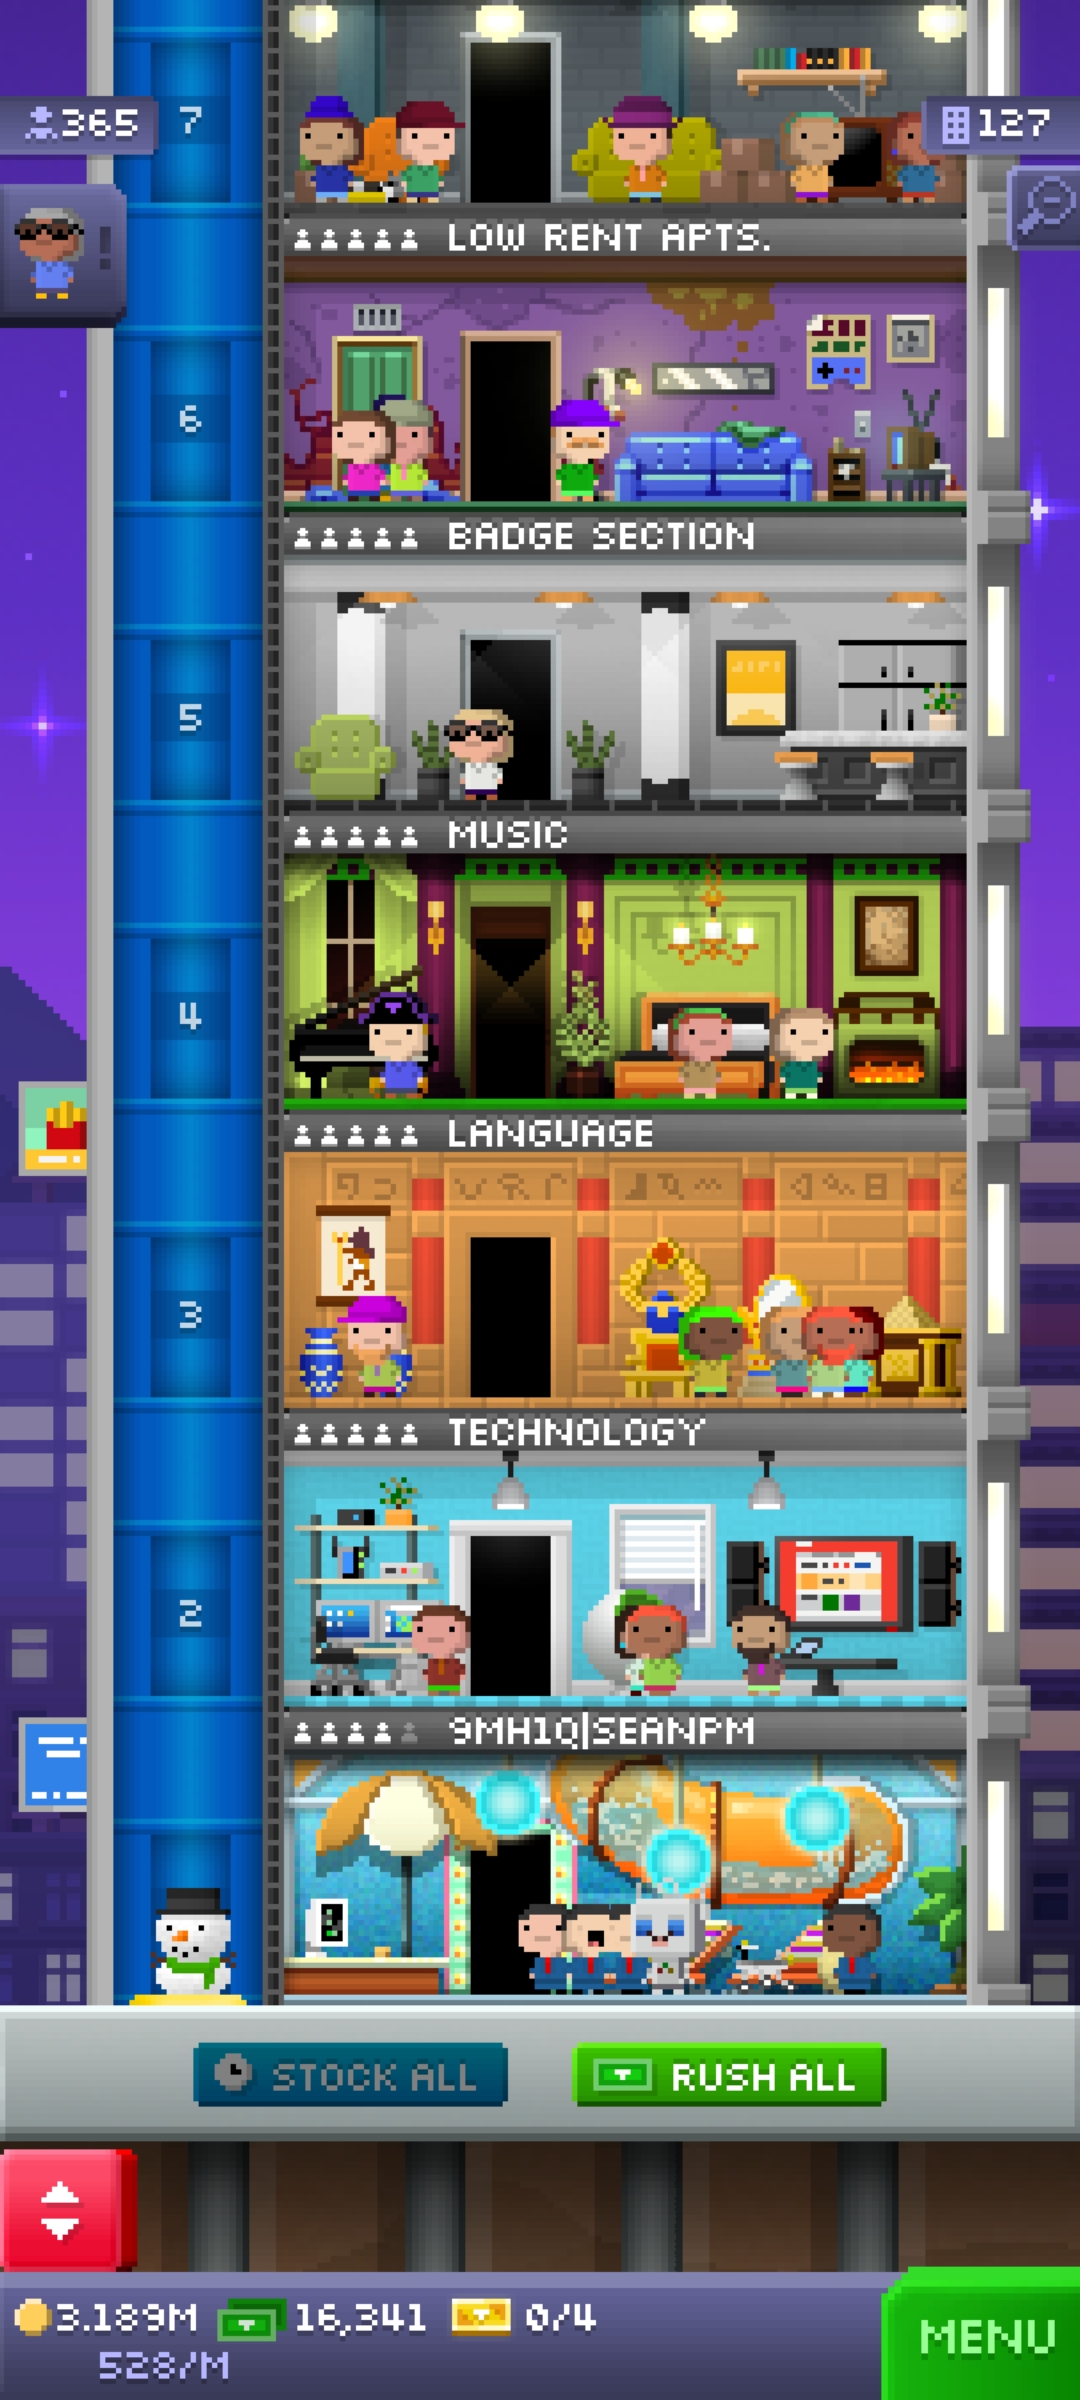 365
7
127
LOW RENT APTS.
6
BADGE SECTION
5
MUSIC
4
LANGUAGE
3
TECHNOLOGY
2
9MH1Q|SEANPM
STOCK ALL
RUSH ALL
3.189M
16,341
0/4
528/M
MENU